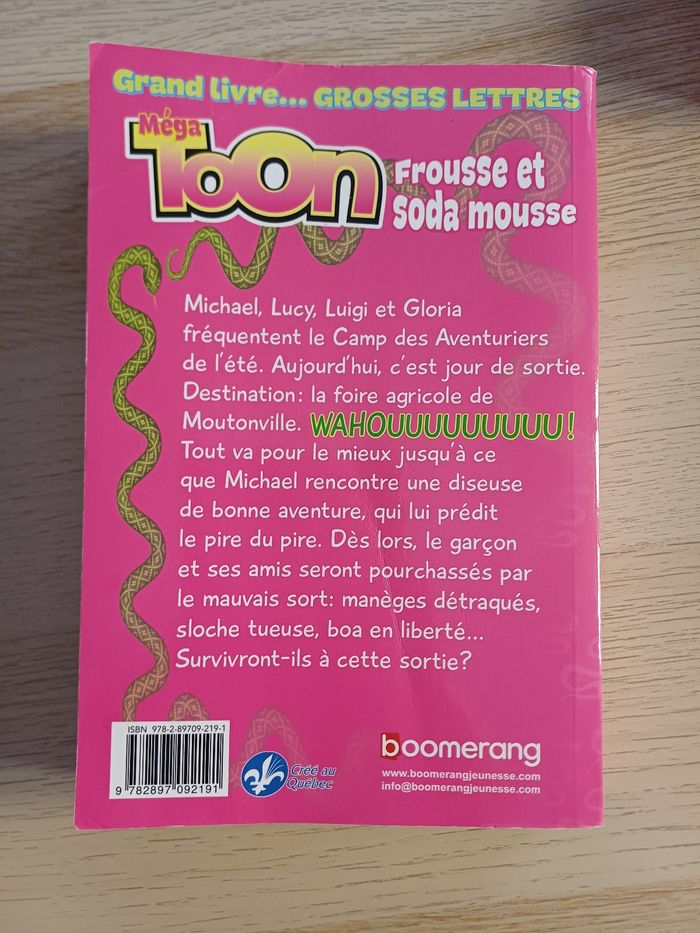 Grand livre... GROSSES LETTRES
Méga
Toon
Frousse et
soda mousse
Michael, Lucy, Luigi et Gloria
fréquentent le Camp des Aventuriers
de l'été. Aujourd'hui, c'est jour de sortie.
Destination: la foire agricole de
Moutonville. WAHOUUUUUUUUUU!
Tout va pour le mieux jusqu'à ce
que Michael rencontre une diseuse
de bonne aventure, qui lui prédit
le pire du pire. Dès lors, le garçon
et ses amis seront pourchassés par
le mauvais sort: manèges détraqués,
sloche tueuse, boa en liberté...
Survivront-ils à cette sortie?
ISBN 978-2-89709-219-1
9 782897 092191
Créé au
Québec
boomerang
www.boomerangjeunesse.com
info@boomerangjeunesse.com